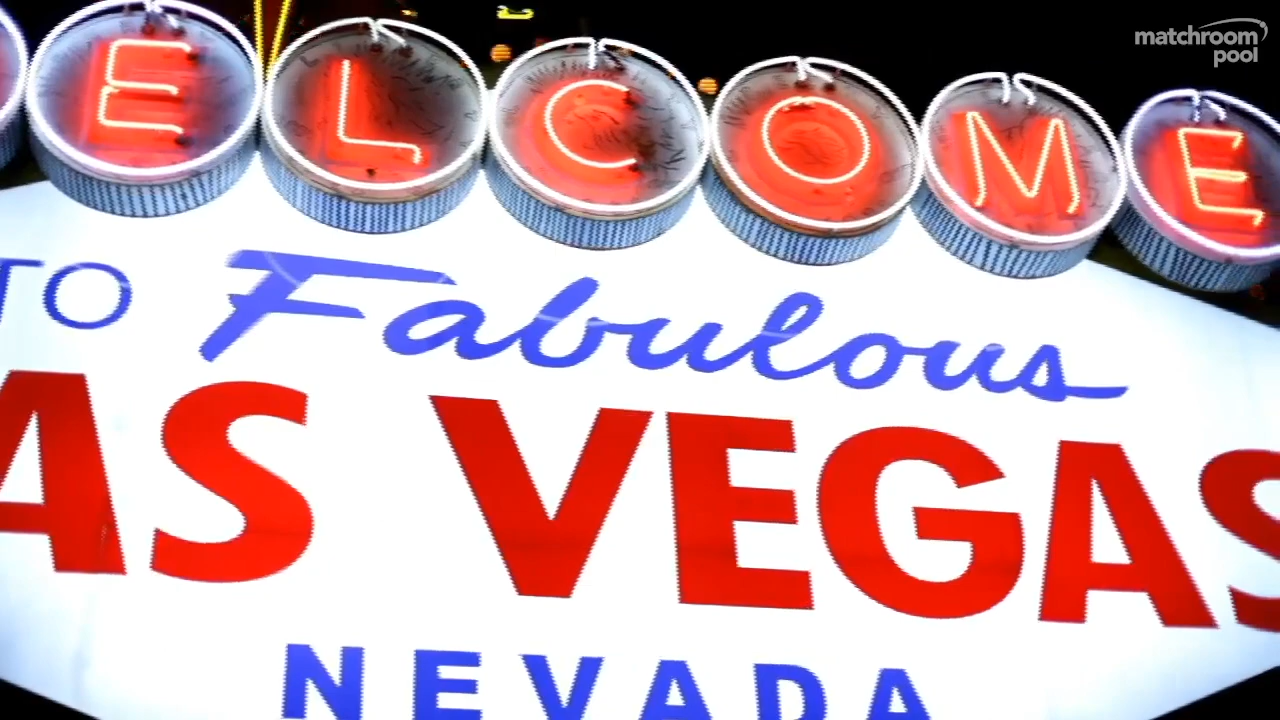 matchroom
pool
ELCOME
TO Fabulous
AS VEGAS
NEVADA